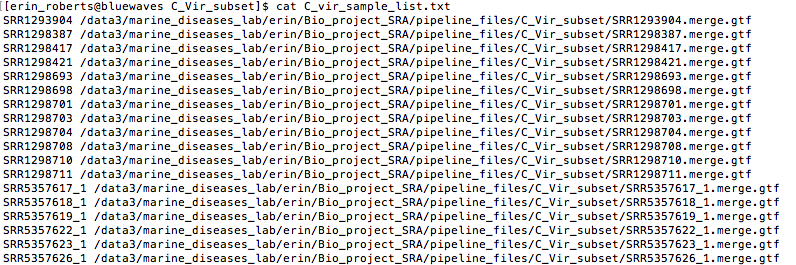 [[erin_roberts@bluewaves C_Vir_subset]$ cat C_vir_sample_list.txt
SRR1293904 /data3/marine_diseases_lab/erin/Bio_project_SRA/pipeline_files/C_Vir_subset/SRR1293904.merge.gtf
SRR1298387 /data3/marine_diseases_lab/erin/Bio_project_SRA/pipeline_files/C_Vir_subset/SRR1298387.merge.gtf
SRR1298417 /data3/marine_diseases_lab/erin/Bio_project_SRA/pipeline_files/C_Vir_subset/SRR1298417.merge.gtf
SRR1298421 /data3/marine_diseases_lab/erin/Bio_project_SRA/pipeline_files/C_Vir_subset/SRR1298421.merge.gtf
SRR1298693 /data3/marine_diseases_lab/erin/Bio_project_SRA/pipeline_files/C_Vir_subset/SRR1298693.merge.gtf
SRR1298698 /data3/marine_diseases_lab/erin/Bio_project_SRA/pipeline_files/C_Vir_subset/SRR1298698.merge.gtf
SRR1298701 /data3/marine_diseases_lab/erin/Bio_project_SRA/pipeline_files/C_Vir_subset/SRR1298701.merge.gtf
SRR1298703 /data3/marine_diseases_lab/erin/Bio_project_SRA/pipeline_files/C_Vir_subset/SRR1298703.merge.gtf
SRR1298704 /data3/marine_diseases_lab/erin/Bio_project_SRA/pipeline_files/C_Vir_subset/SRR1298704.merge.gtf
SRR1298708 /data3/marine_diseases_lab/erin/Bio_project_SRA/pipeline_files/C_Vir_subset/SRR1298708.merge.gtf
SRR1298710 /data3/marine_diseases_lab/erin/Bio_project_SRA/pipeline_files/C_Vir_subset/SRR1298710.merge.gtf
SRR1298711 /data3/marine_diseases_lab/erin/Bio_project_SRA/pipeline_files/C_Vir_subset/SRR1298711.merge.gtf
SRR5357617_1 /data3/marine_diseases_lab/erin/Bio_project_SRA/pipeline_files/C_Vir_subset/SRR5357617_1.merge.gtf
SRR5357618_1 /data3/marine_diseases_lab/erin/Bio_project_SRA/pipeline_files/C_Vir_subset/SRR5357618_1.merge.gtf
SRR5357619_1 /data3/marine_diseases_lab/erin/Bio_project_SRA/pipeline_files/C_Vir_subset/SRR5357619_1.merge.gtf
SRR5357622_1 /data3/marine_diseases_lab/erin/Bio_project_SRA/pipeline_files/C_Vir_subset/SRR5357622_1.merge.gtf
SRR5357623_1 /data3/marine_diseases_lab/erin/Bio_project_SRA/pipeline_files/C_Vir_subset/SRR5357623_1.merge.gtf
SRR5357626_1 /data3/marine_diseases_lab/erin/Bio_project_SRA/pipeline_files/C_Vir_subset/SRR5357626_1.merge.gtf